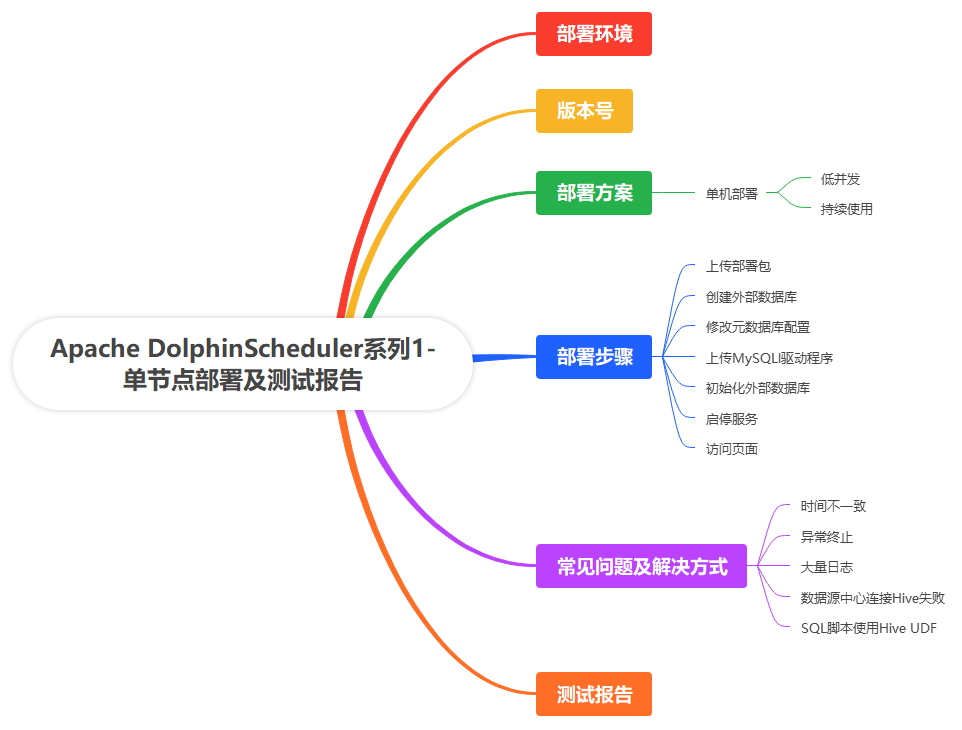 Apache DolphinScheduler系列1-
单节点部署及测试报告
部署环境
版本号
部署方案
单机部署
低并发
持续使用
部署步骤
上传部署包
创建外部数据库
修改元数据库配置
上传MySQLI驱动程序
初始化外部数据库
启停服务
访问页面
常见问题及解决方式
时间不一致
异常终止
大量日志
数据源中心连接Hive失败
SQL脚本使用Hive UDF
测试报告